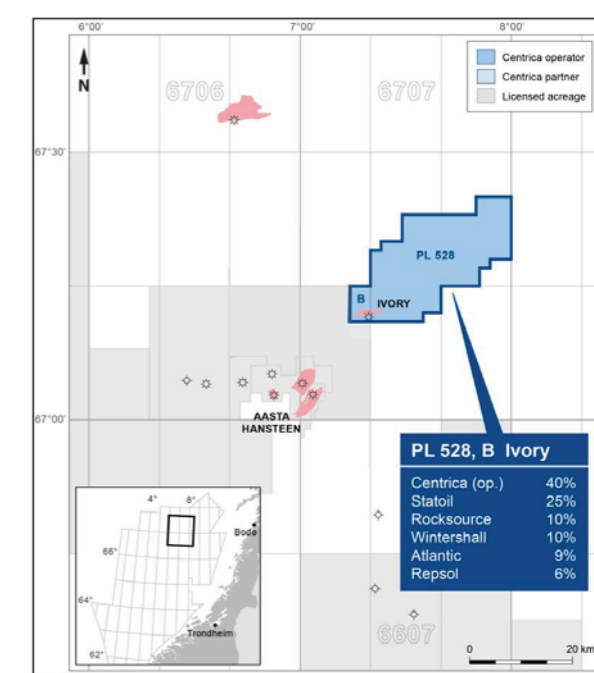 6°00' 7°00' 8°00'
N
6706 6707
Centrica operator
Centrica partner
Licensed acreage
67°30'
PL 528
B IVORY
67°00'
AASTA
HANSTEEN
PL 528, B Ivory
Centrica (op.) 40%
Statoil 25%
Rocksource 10%
Wintershall 10%
Atlantic 9%
Repsol 6%
4° 8°
Bodø
66°
64°
Trondheim
62°
6607
0 20 km